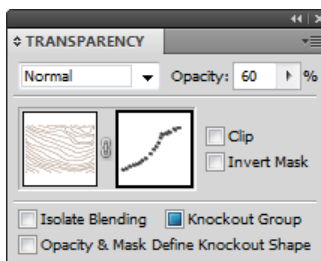 TRANSPARENCY
Normal Opacity: 60 %
Clip
Invert Mask
Isolate Blending Knockout Group
Opacity & Mask Define Knockout Shape